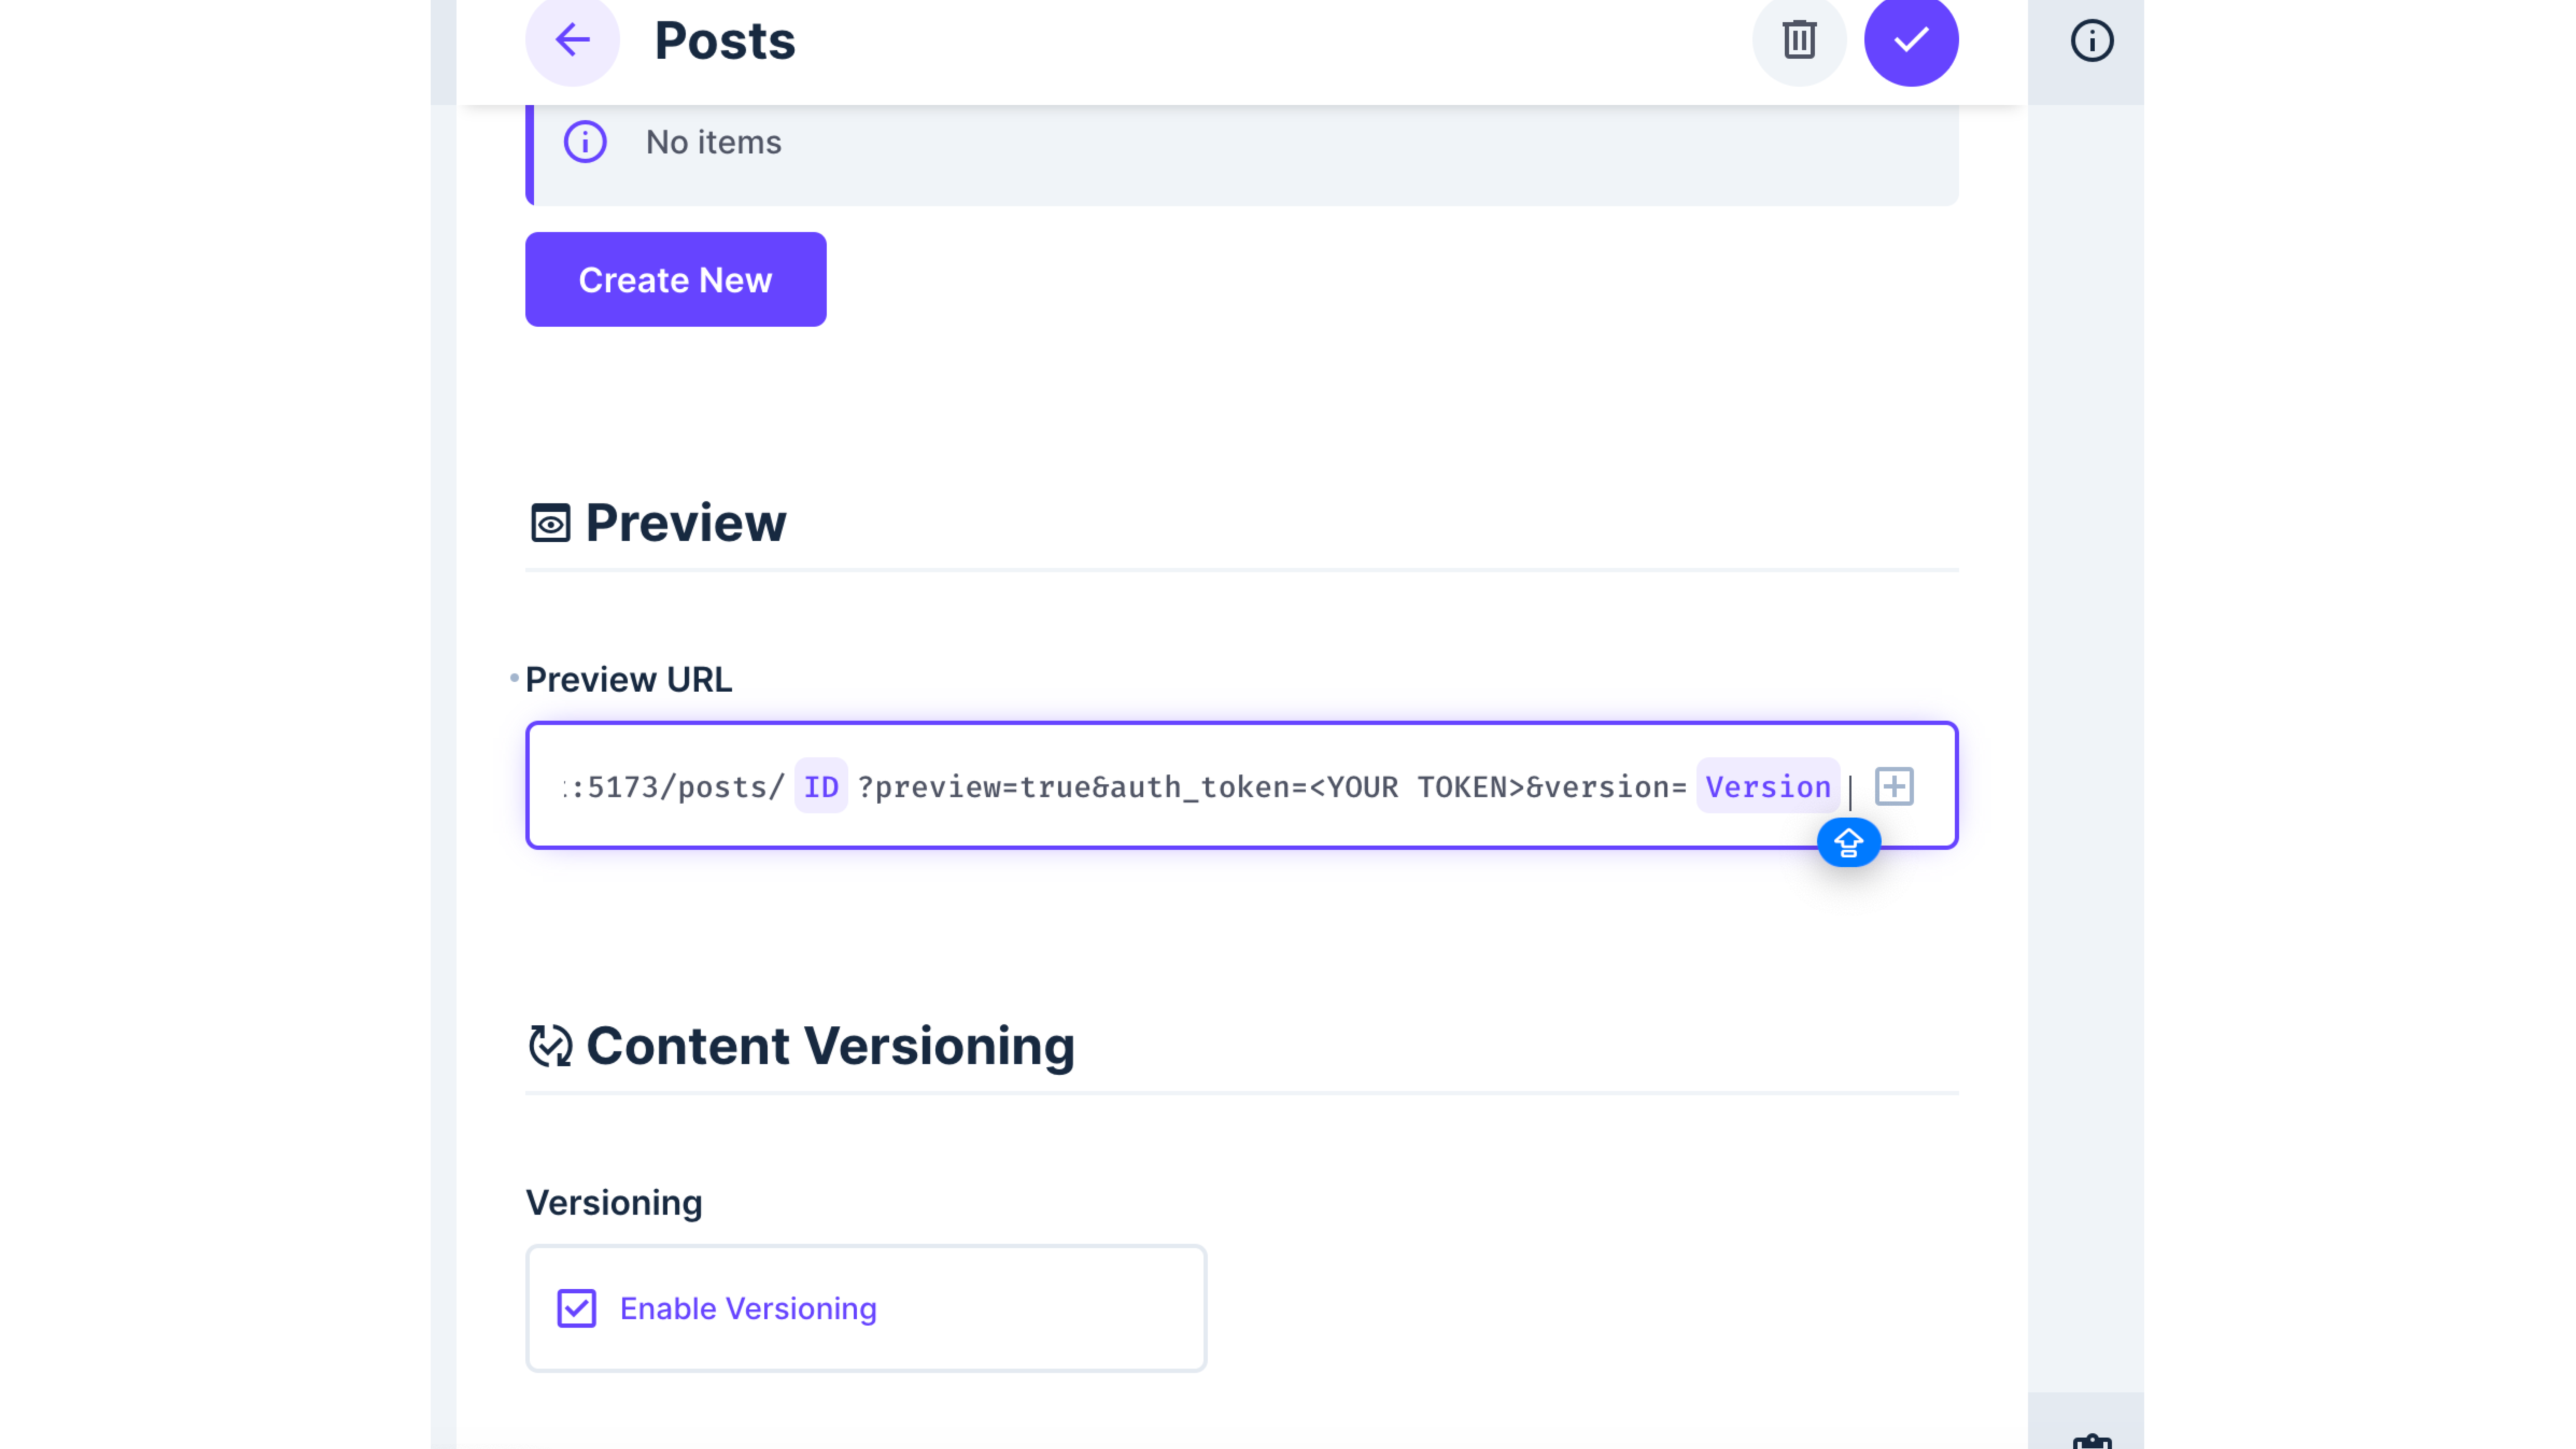 Posts
No items
Create New
Preview
Preview URL
:5173/posts/ ID ?preview=true&auth_token=<YOUR TOKEN>&version= Version
Content Versioning
Versioning
Enable Versioning